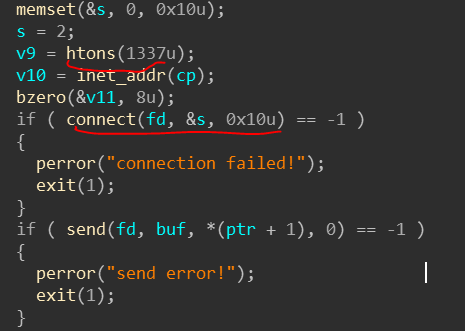 memset(&s, 0, 0x10u);
s = 2;
v9 = htons(1337u);
v10 = inet_addr(cp);
bzero(&v11, 8u);
if ( connect(fd, &s, 0x10u) == -1 )
{
perror("connection failed!");
exit(1);
}
if ( send(fd, buf, *(ptr + 1), 0) == -1 )
{
perror("send error!");
exit(1);
}